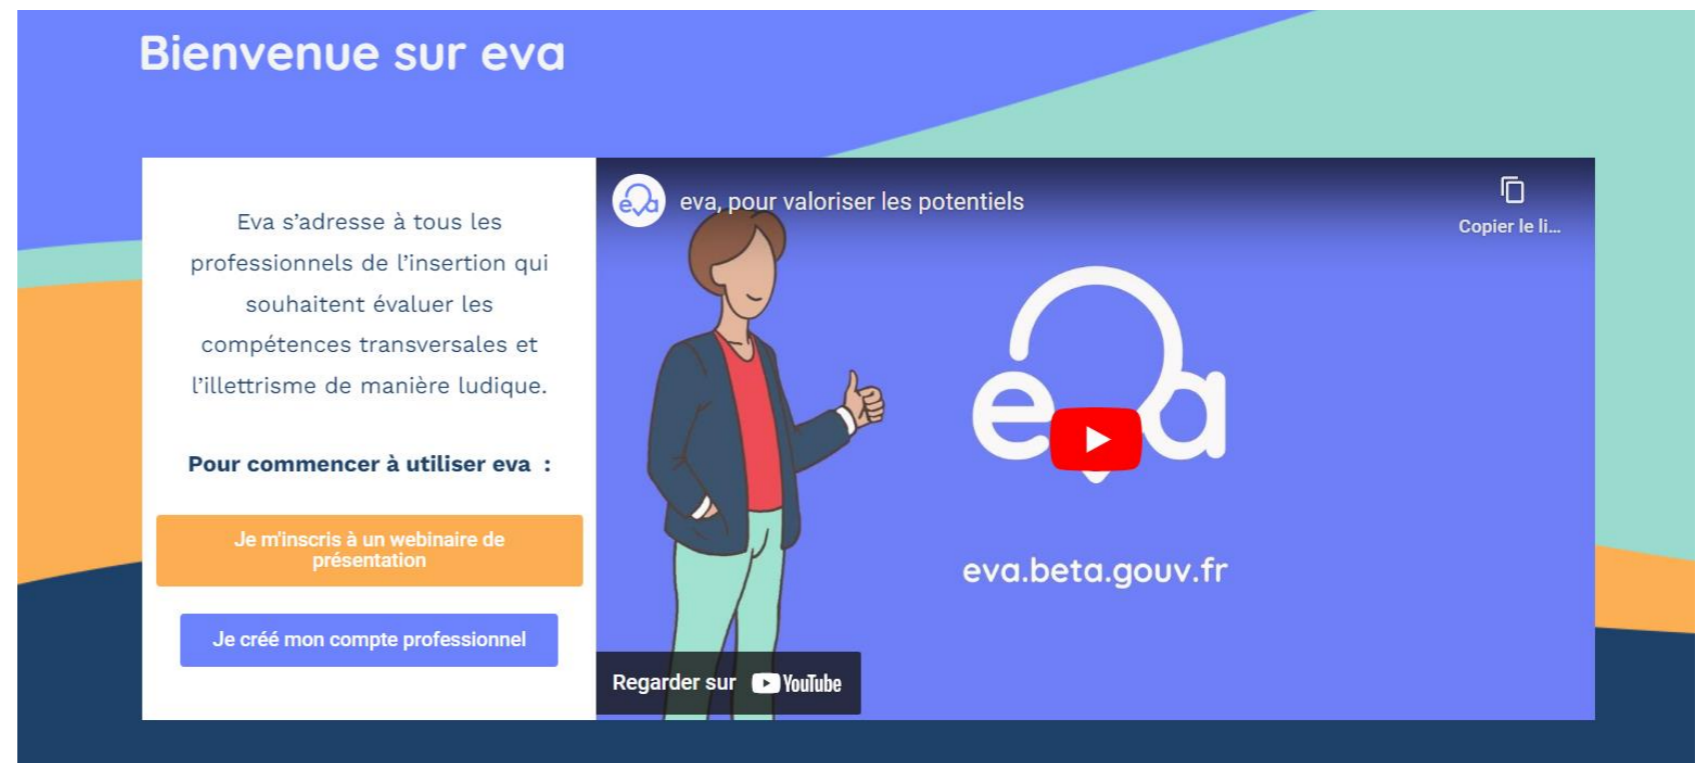 Bienvenue sur eva
Eva s’adresse à tous les
professionnels de l’insertion qui
souhaitent évaluer les
compétences transversales et
l’illettrisme de manière ludique.
Pour commencer à utiliser eva :
Je m'inscris à un webinaire de
présentation
Je créé mon compte professionnel
eva
eva, pour valoriser les potentiels
Copier le li...
eva
eva.beta.gouv.fr
Regarder sur YouTube